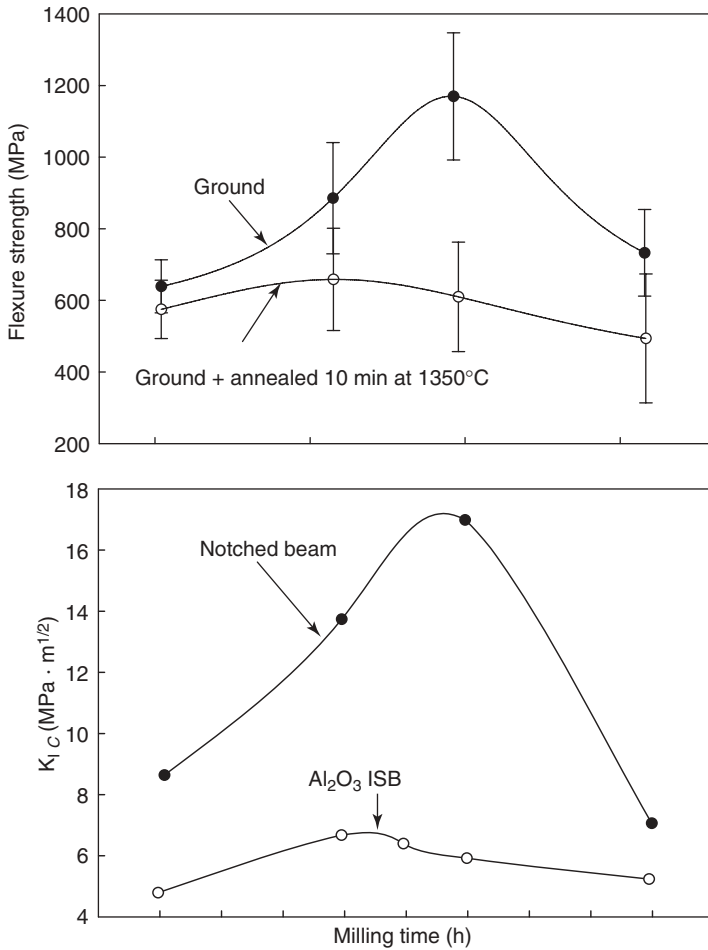 1400
1200
1000
800
600
400
200
Flexure strength (MPa)
Ground
Ground + annealed 10 min at 1350°C
18
16
14
12
10
8
6
4
K_I C (MPa · m^1/2)
Notched beam
Al₂O₃ ISB
Milling time (h)